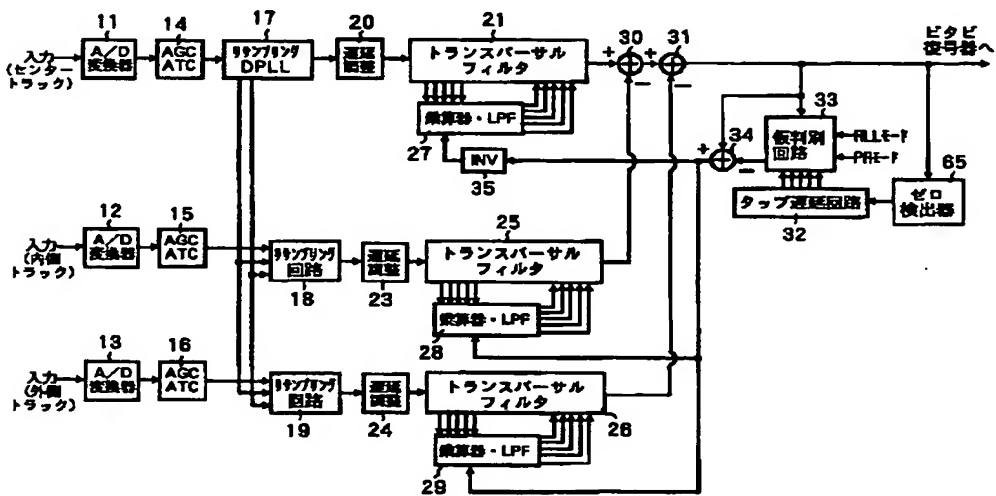 11
14
17
20
21
30
31
ビタビ
復号器へ
入力
(センター
トラック)
A/D
変換器
AGC
ATC
リサンプリング
DPLL
遅延
調整
トランスバーサル
フィルタ
+
−
+
−
乗算器・LPF
27
INV
35
+
34
−
33
仮判別
回路
RLLモード
PRモード
タップ遅延回路
32
65
ゼロ
検出器
12
15
25
入力
(内側
トラック)
A/D
変換器
AGC
ATC
リサンプリング
回路
18
遅延
調整
23
トランスバーサル
フィルタ
乗算器・LPF
28
13
16
入力
(外側
トラック)
A/D
変換器
AGC
ATC
リサンプリング
回路
19
遅延
調整
24
トランスバーサル
フィルタ
26
乗算器・LPF
29